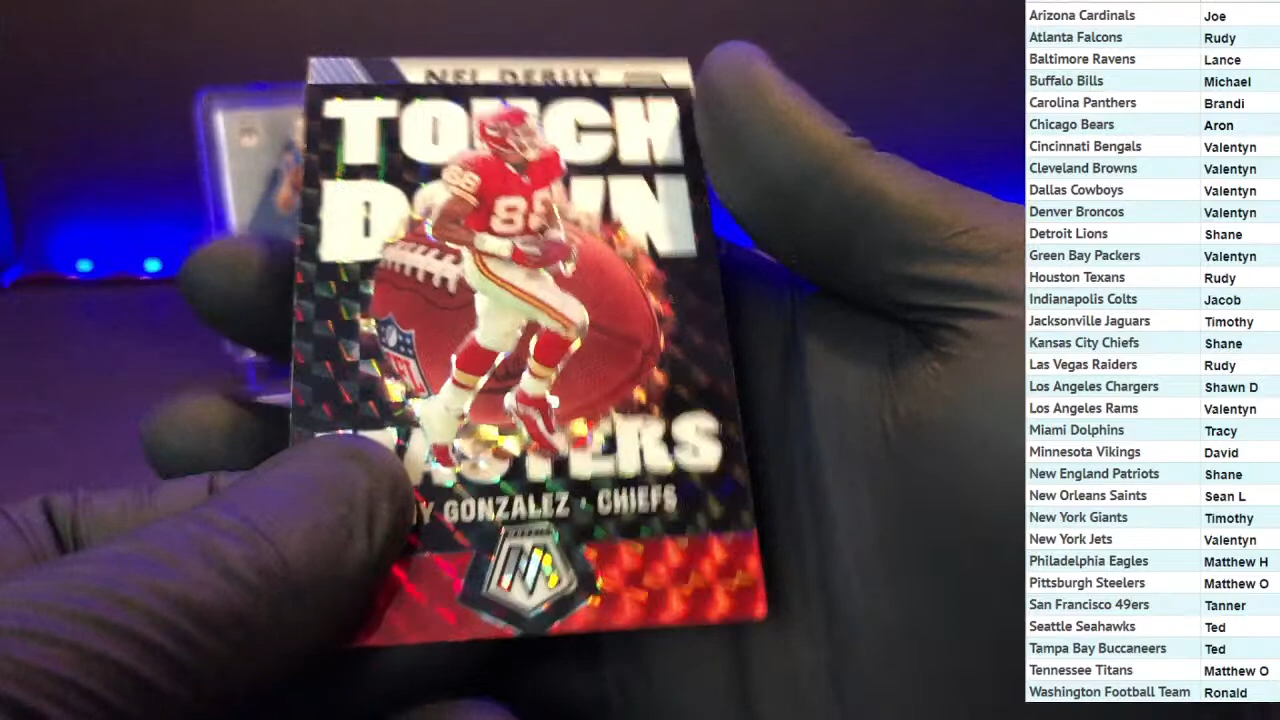 NFL DEBUT
TOUCH
DOWN
MASTERS
88
NFL
Y GONZALEZ · CHIEFS
Arizona Cardinals Joe
Atlanta Falcons Rudy
Baltimore Ravens Lance
Buffalo Bills Michael
Carolina Panthers Brandi
Chicago Bears Aron
Cincinnati Bengals Valentyn
Cleveland Browns Valentyn
Dallas Cowboys Valentyn
Denver Broncos Valentyn
Detroit Lions Shane
Green Bay Packers Valentyn
Houston Texans Rudy
Indianapolis Colts Jacob
Jacksonville Jaguars Timothy
Kansas City Chiefs Shane
Las Vegas Raiders Rudy
Los Angeles Chargers Shawn D
Los Angeles Rams Valentyn
Miami Dolphins Tracy
Minnesota Vikings David
New England Patriots Shane
New Orleans Saints Sean L
New York Giants Timothy
New York Jets Valentyn
Philadelphia Eagles Matthew H
Pittsburgh Steelers Matthew O
San Francisco 49ers Tanner
Seattle Seahawks Ted
Tampa Bay Buccaneers Ted
Tennessee Titans Matthew O
Washington Football Team Ronald